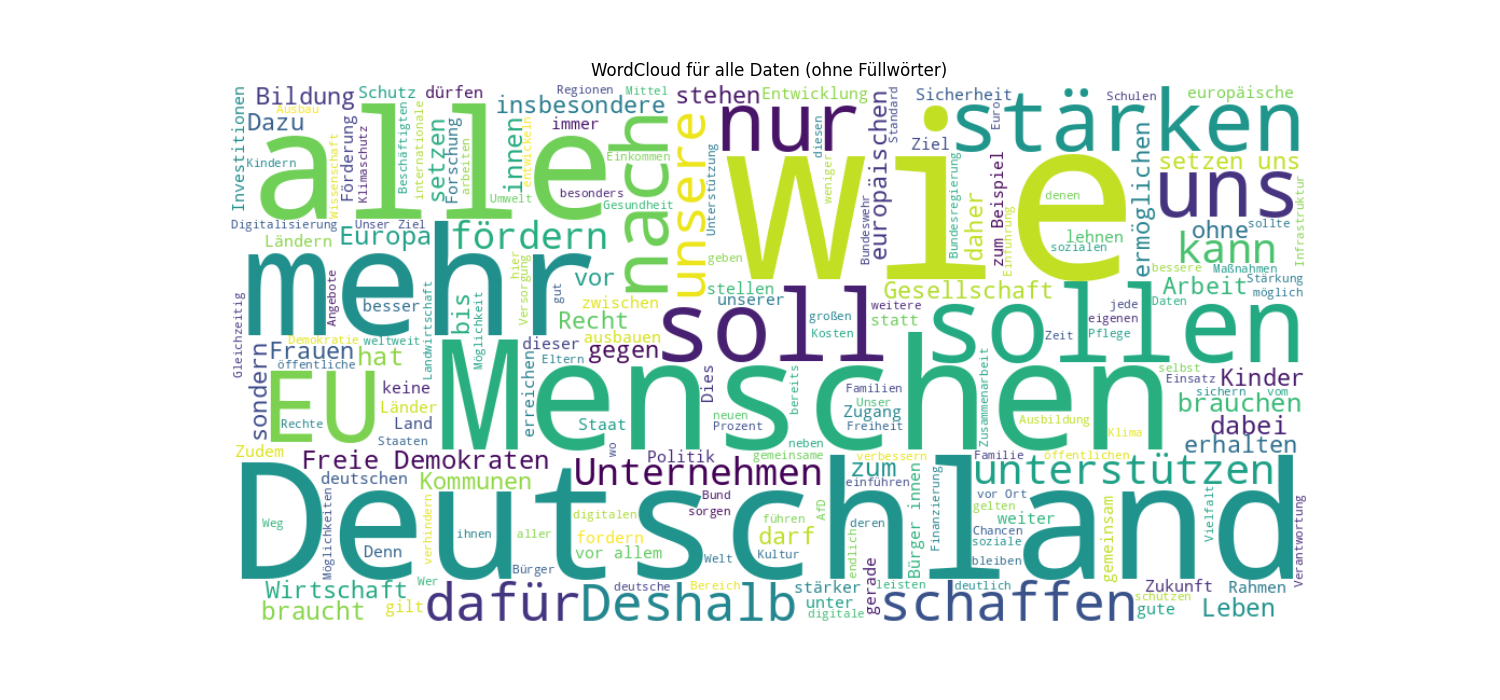 WordCloud für alle Daten (ohne Füllwörter)
Investitionen
Bildung
Schutz
dürfen
Regionen
Mittel
insbesondere
stehen
Entwicklung
Sicherheit
Schulen
europäische
Ausbau
Dazu
alle
immer
nur
wie
stärken
Standard
Euro
diesen
Ziel
Kindern
Wissenschaft
Förderung
Klimaschutz
Beschäftigten
internationale
setzen
Forschung
arbeiten
innen
entwickeln
nach
Einkommen
unsere
Unterstützung
weniger
europäischen
Bundesregierung
zum Beispiel
setzen uns
uns
Infrastruktur
besonders
Umwelt
Gesundheit
denen
ermöglichen
Digitalisierung
Unser Ziel
Ländern
Europa
fördern
Bundeswehr
daher
Einführung
lehnen
sozialen
ohne
sollte
kann
mehr
hier
Versorgung
gut
vor
geben
bessere
Maßnahmen
Stärkung
möglich
Gleichzeitig
Angebote
besser
Landwirtschaft
bis
Möglichkeit
zwischen
stellen
unserer
Gesellschaft
Arbeit
Daten
Recht
soll
großen
Kosten
weitere
statt
sollen
jede
eigenen
Zeit
Pflege
Demokratie
weltweit
ausbauen
dieser
Eltern
gegen
Frauen
hat
öffentliche
sondern
EU
keine
Länder
Land
Rechte
Staaten
Menschen
erreichen
Dies
bereits
Familien
Unser
Zugang
Freiheit
Zusammenarbeit
selbst
Einsatz
Kinder
sichern
vom
brauchen
Staat
neuen
Prozent
Ausbildung
Klima
dabei
erhalten
Zudem
Freie Demokraten
wo
neben
Politik
gemeinsame
verbessern
Familie
öffentlichen
deutschen
Kommunen
Unternehmen
zum
einführen
unterstützen
Deutschland
Bund
sorgen
Bürger innen
Finanzierung
vor Ort
gelten
weiter
gemeinsam
Vielfalt
Verantwortung
Weg
Möglichkeiten
Denn
verhindern
ihnen
aller
digitalen
fordern
vor allem
führen
AfD
darf
deren
Chancen
soziale
Bürger
Welt
Kultur
endlich
bleiben
Wirtschaft
Wer
deutsche
Bereich
stärker
gerade
leisten
deutlich
Zukunft
Rahmen
schützen
braucht
gilt
dafür
Deshalb
unter
digitale
schaffen
gute
Leben